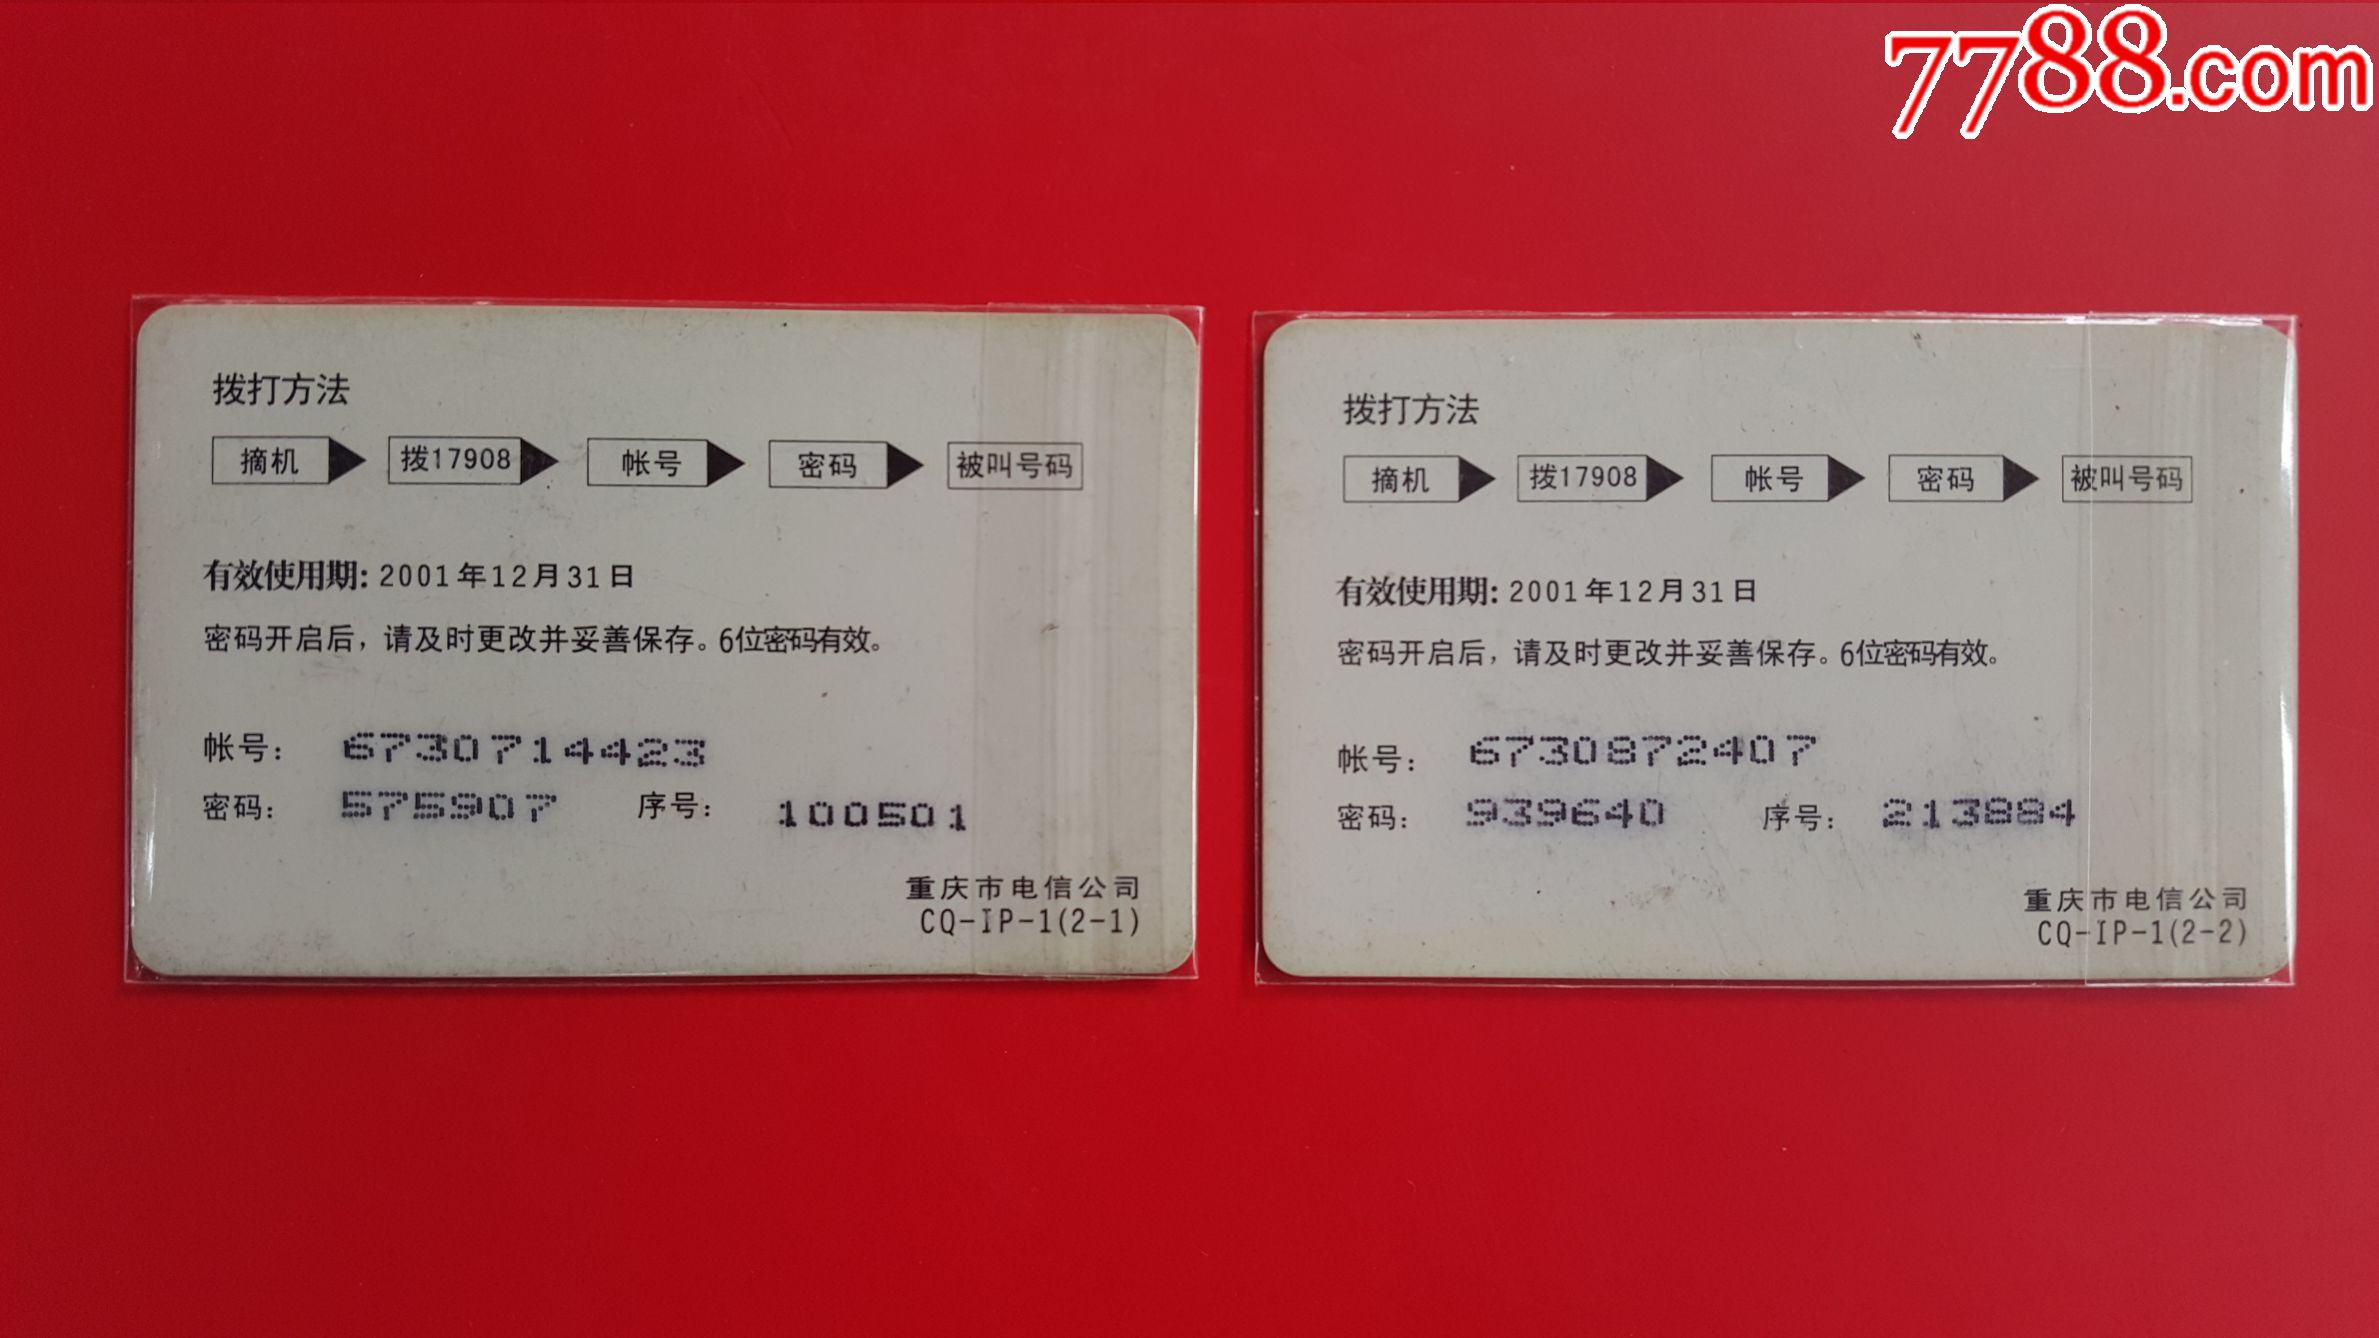 7788.com
拨打方法
摘机 拨17908 帐号 密码 被叫号码
有效使用期: 2001年12月31日
密码开启后，请及时更改并妥善保存。6位密码有效。
帐号: 6730714423
密码: 575907 序号: 100501
重庆市电信公司
CQ-IP-1(2-1)
拨打方法
摘机 拨17908 帐号 密码 被叫号码
有效使用期: 2001年12月31日
密码开启后，请及时更改并妥善保存。6位密码有效。
帐号: 6730872407
密码: 939640 序号: 213884
重庆市电信公司
CQ-IP-1(2-2)